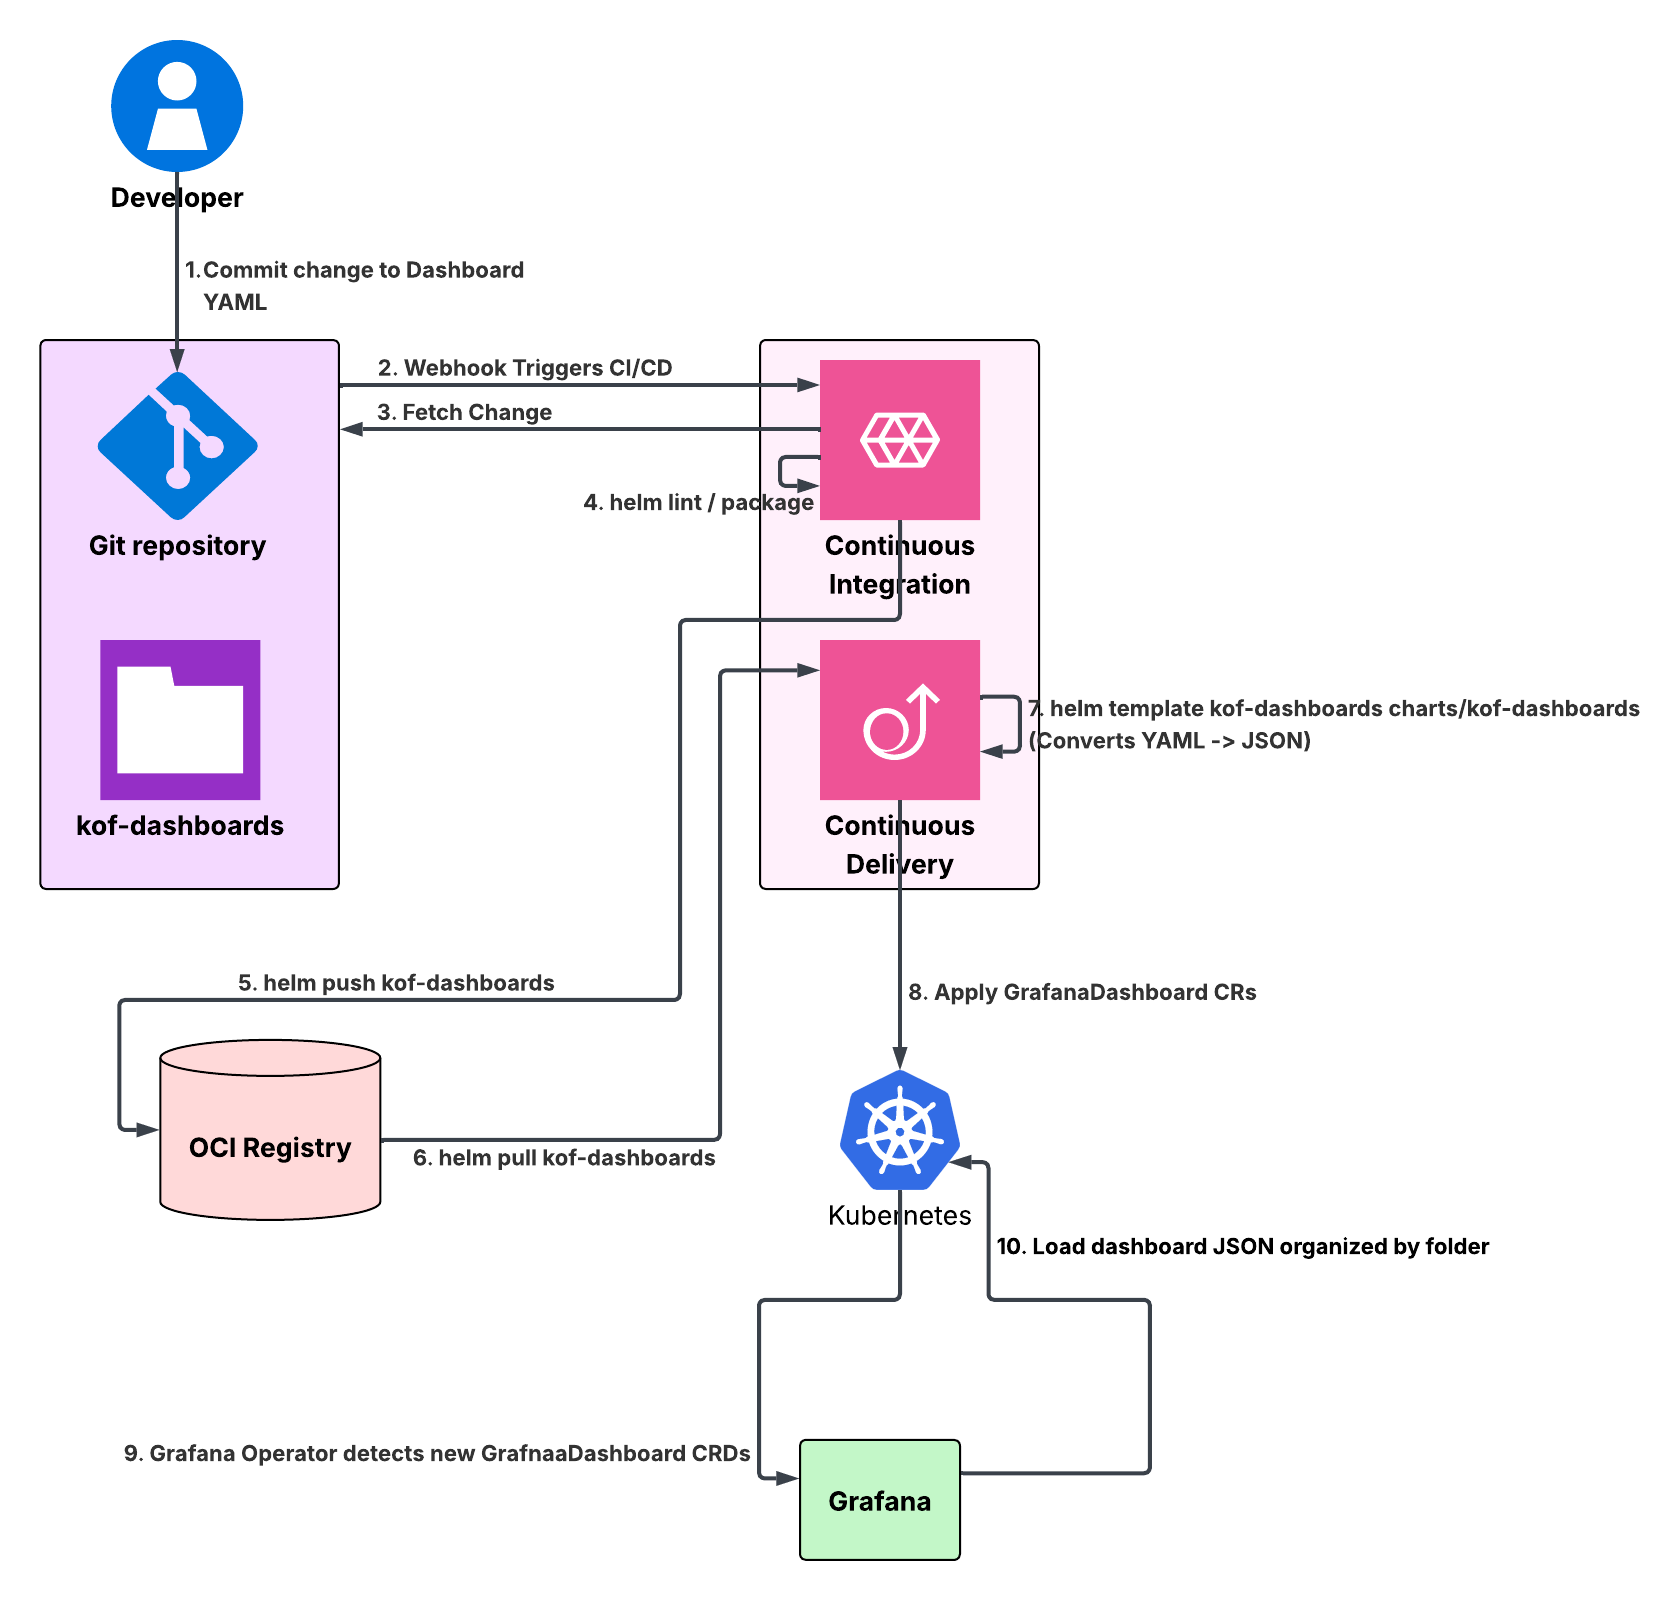 Developer
1. Commit change to Dashboard
YAML
2. Webhook Triggers CI/CD
3. Fetch Change
4. helm lint / package
Git repository
Continuous
Integration
kof-dashboards
7. helm template kof-dashboards charts/kof-dashboards
(Converts YAML -> JSON)
Continuous
Delivery
5. helm push kof-dashboards
8. Apply GrafanaDashboard CRs
OCI Registry
6. helm pull kof-dashboards
Kubernetes
10. Load dashboard JSON organized by folder
9. Grafana Operator detects new GrafnaaDashboard CRDs
Grafana